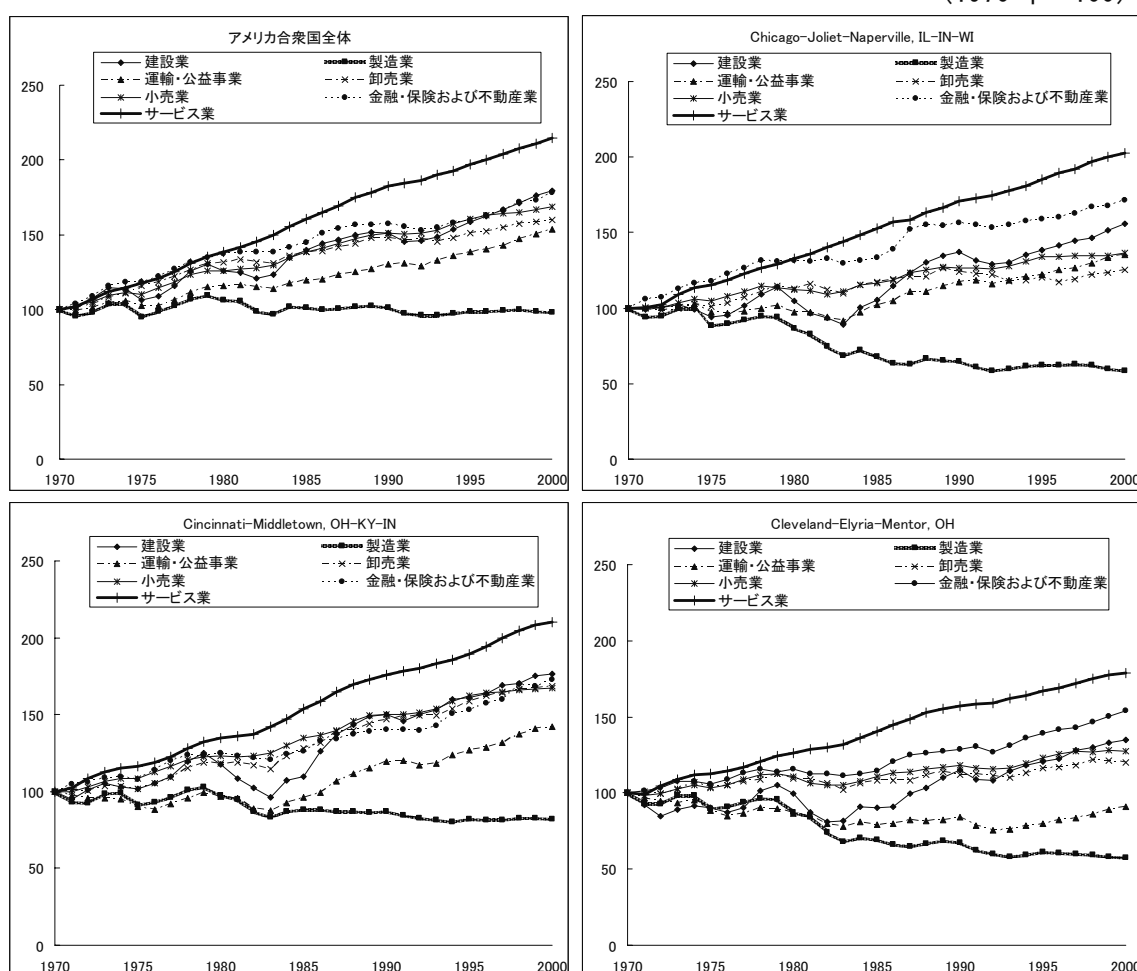 アメリカ合衆国全体
建設業 製造業
運輸・公益事業 卸売業
小売業 金融・保険および不動産業
サービス業
250
200
150
100
50
0
1970 1975 1980 1985 1990 1995 2000
Chicago-Joliet-Naperville, IL-IN-WI
建設業 製造業
運輸・公益事業 卸売業
小売業 金融・保険および不動産業
サービス業
250
200
150
100
50
0
1970 1975 1980 1985 1990 1995 2000
Cincinnati-Middletown, OH-KY-IN
建設業 製造業
運輸・公益事業 卸売業
小売業 金融・保険および不動産業
サービス業
250
200
150
100
50
0
1970 1975 1980 1985 1990 1995 2000
Cleveland-Elyria-Mentor, OH
建設業 製造業
運輸・公益事業 卸売業
小売業 金融・保険および不動産業
サービス業
250
200
150
100
50
0
1970 1975 1980 1985 1990 1995 2000